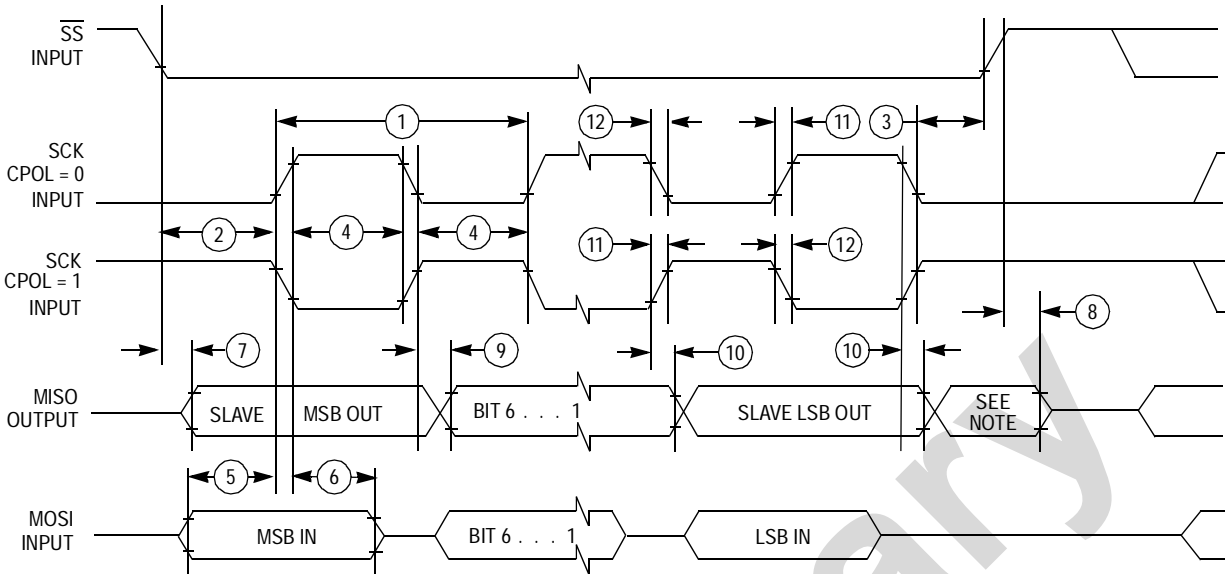 SS
INPUT
1
12
11
3
SCK
CPOL = 0
INPUT
2
4
4
11
12
SCK
CPOL = 1
INPUT
7
9
10
10
8
MISO
OUTPUT
SLAVE
MSB OUT
BIT 6 . . . 1
SLAVE LSB OUT
SEE
NOTE
5
6
MOSI
INPUT
MSB IN
BIT 6 . . . 1
LSB IN
ary